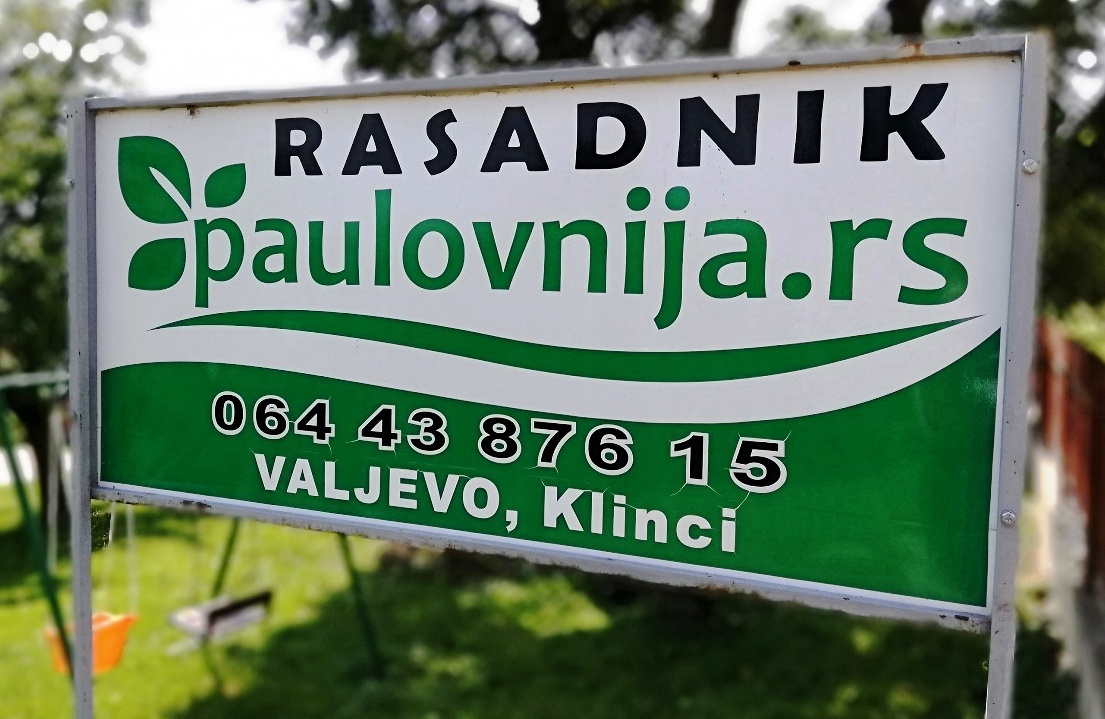 RASADNIK
paulovnija.rs
064 43 876 15
VALJEVO, Klinci